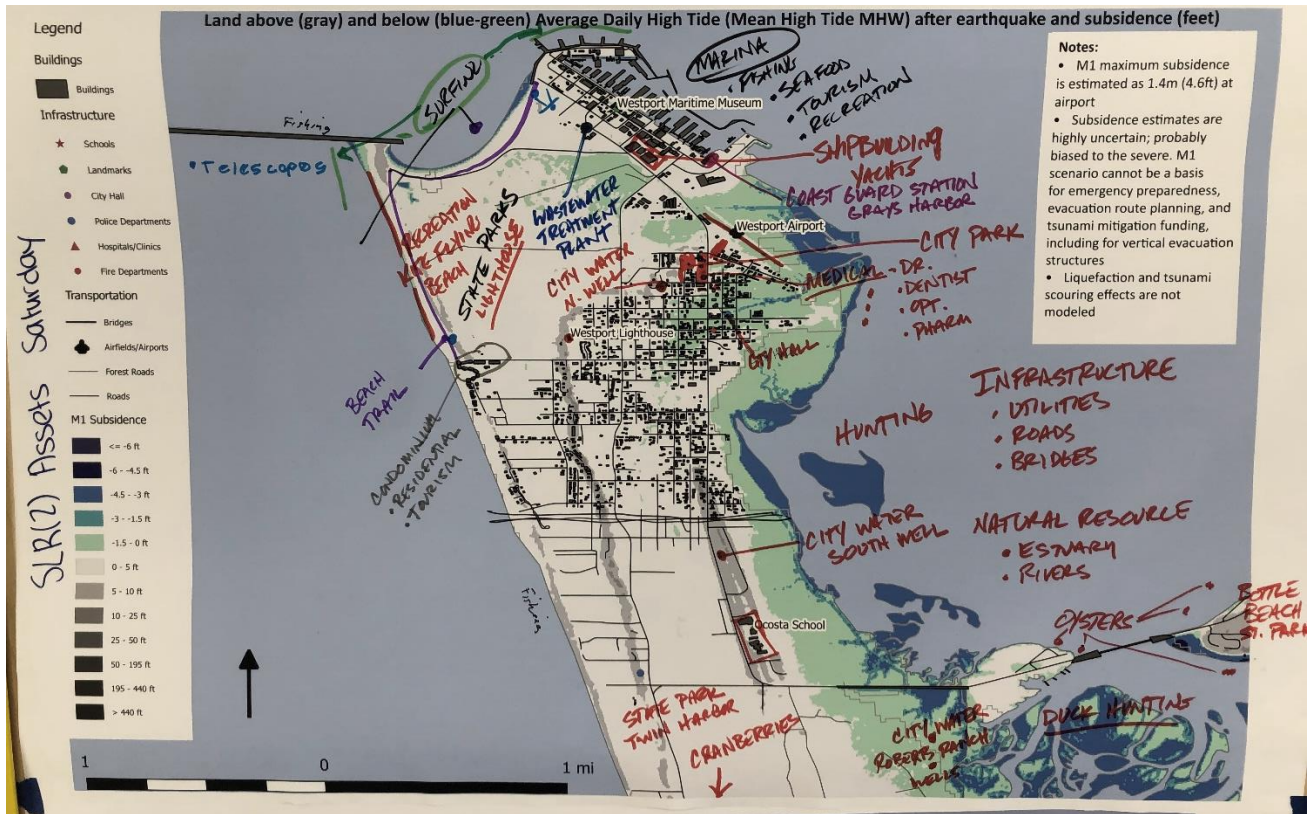 Land above (gray) and below (blue-green) Average Daily High Tide (Mean High Tide MHW) after earthquake and subsidence (feet)
SLR(2) Assets Saturday
Legend
Buildings
Buildings
Infrastructure
Schools
Landmarks
City Hall
Police Departments
Hospitals/Clinics
Fire Departments
Transportation
Bridges
Airfields/Airports
Forest Roads
Roads
M1 Subsidence
<= -6 ft
-6 - -4.5 ft
-4.5 - -3 ft
-3 - -1.5 ft
-1.5 - 0 ft
0 - 5 ft
5 - 10 ft
10 - 25 ft
25 - 50 ft
50 - 195 ft
195 - 440 ft
> 440 ft
Notes:
• M1 maximum subsidence
is estimated as 1.4m (4.6ft) at
airport
• Subsidence estimates are
highly uncertain; probably
biased to the severe. M1
scenario cannot be a basis
for emergency preparedness,
evacuation route planning, and
tsunami mitigation funding,
including for vertical evacuation
structures
• Liquefaction and tsunami
scouring effects are not
modeled
MARINA
• FISHING
• SEAFOOD
• TOURISM
• RECREATION
SURFING
Fishing
• Telescopes
Westport Maritime Museum
SHIPBUILDING
YACHTS
COAST GUARD STATION
GRAYS HARBOR
WASTEWATER
TREATMENT
PLANT
RECREATION
KITE FLYING
BEACH
STATE PARKS
LIGHTHOUSE
CITY WATER
N. WELL
Westport Airport
CITY PARK
MEDICAL - DR.
• DENTIST
• OPT.
• PHARM
Westport Lighthouse
CITY HALL
BEACH
TRAIL
CONDOMINIUM
• RESIDENTIAL
• TOURISM
HUNTING
INFRASTRUCTURE
• UTILITIES
• ROADS
• BRIDGES
CITY WATER
SOUTH WELL
NATURAL RESOURCE
• ESTUARY
• RIVERS
Fishing
Ocosta School
OYSTERS
BOTTLE
BEACH
ST. PARK
STATE PARK
TWIN HARBOR
CRANBERRIES
CITY WATER
ROBERTS RANCH
WELLS
DUCK HUNTING
1
0
1 mi